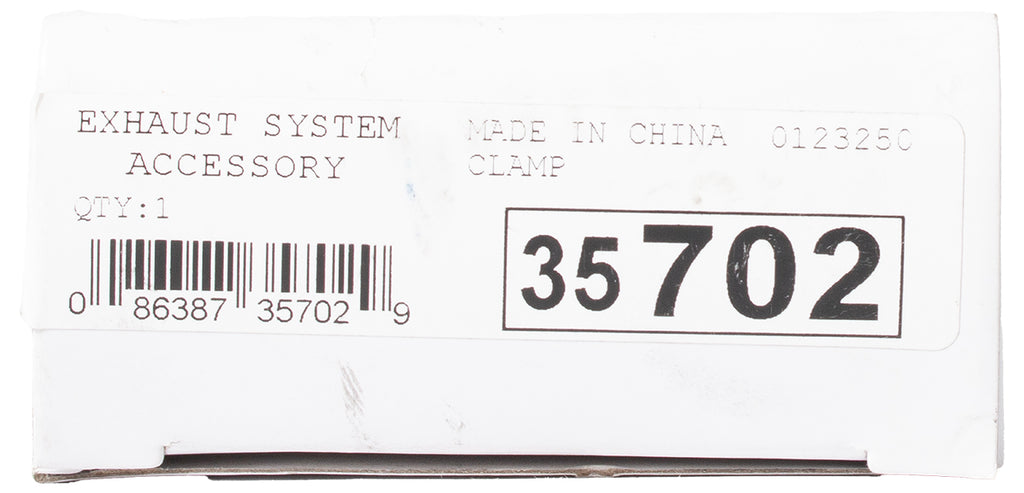 EXHAUST SYSTEM
ACCESSORY
QTY:1
0 86387 35702 9
MADE IN CHINA 0123250
CLAMP
35702